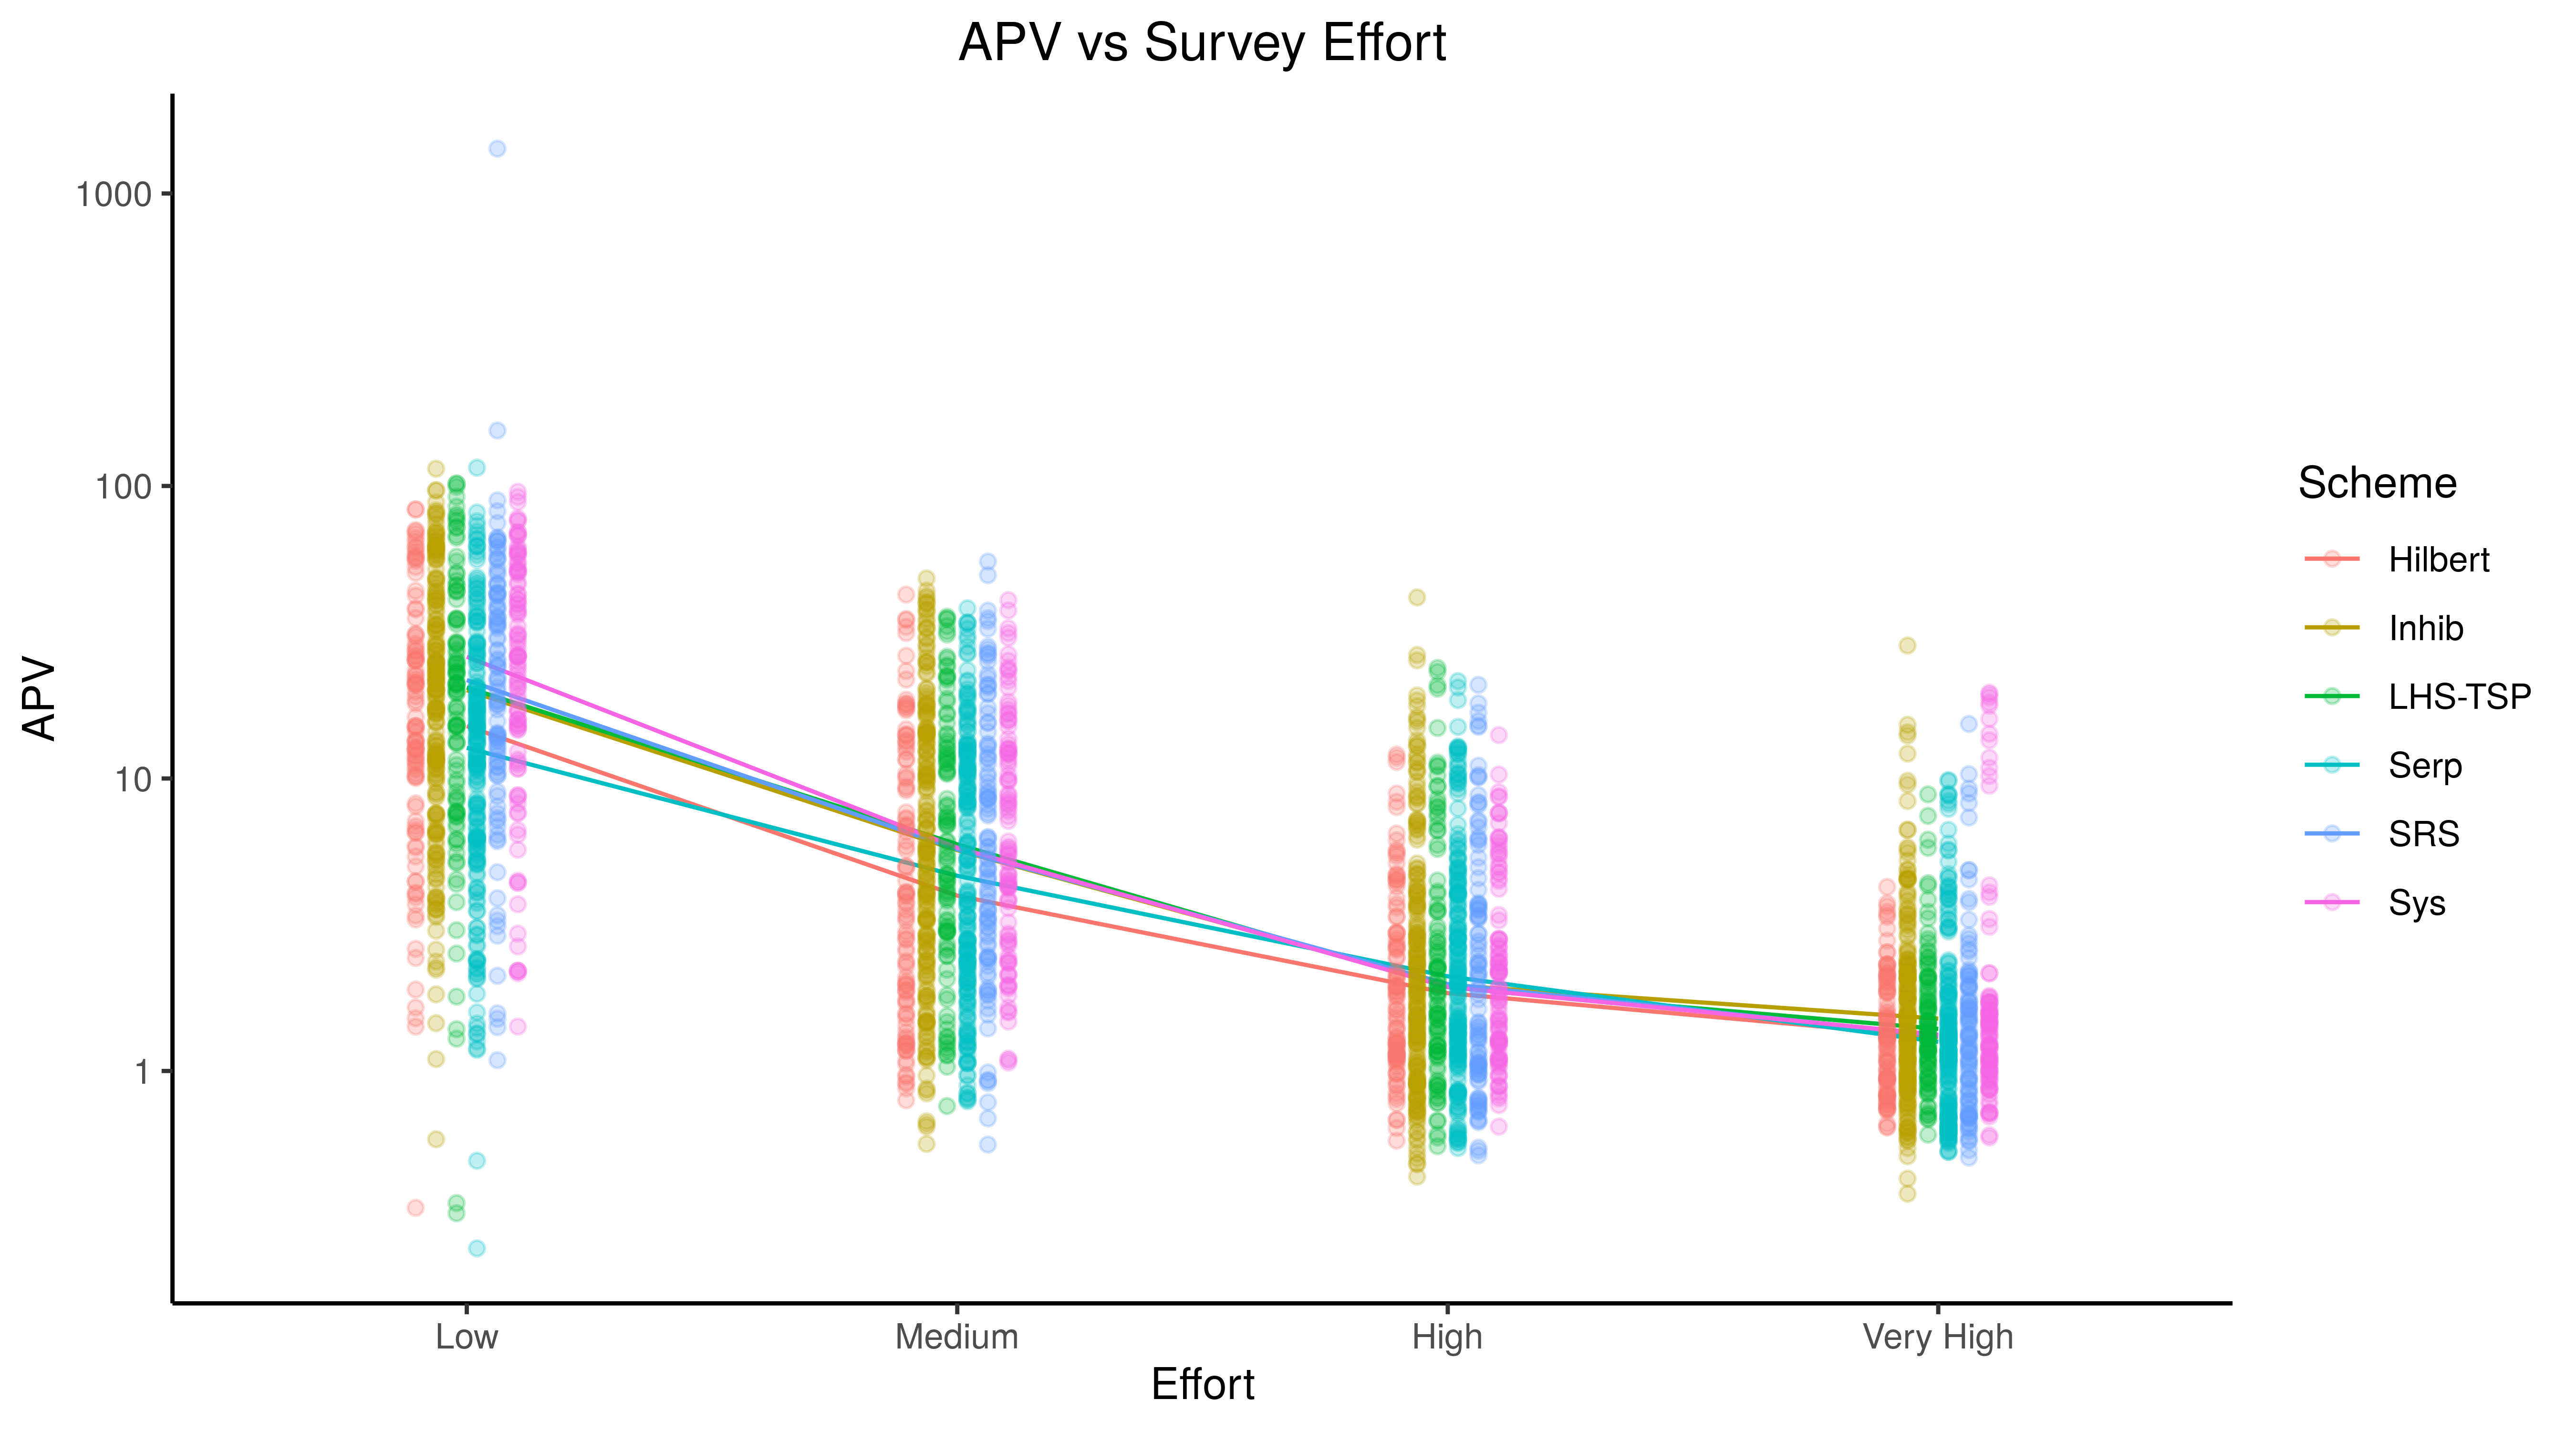 APV vs Survey Effort
APV
1000
100
10
1
Low
Medium
High
Very High
Effort
Scheme
Hilbert
Inhib
LHS-TSP
Serp
SRS
Sys